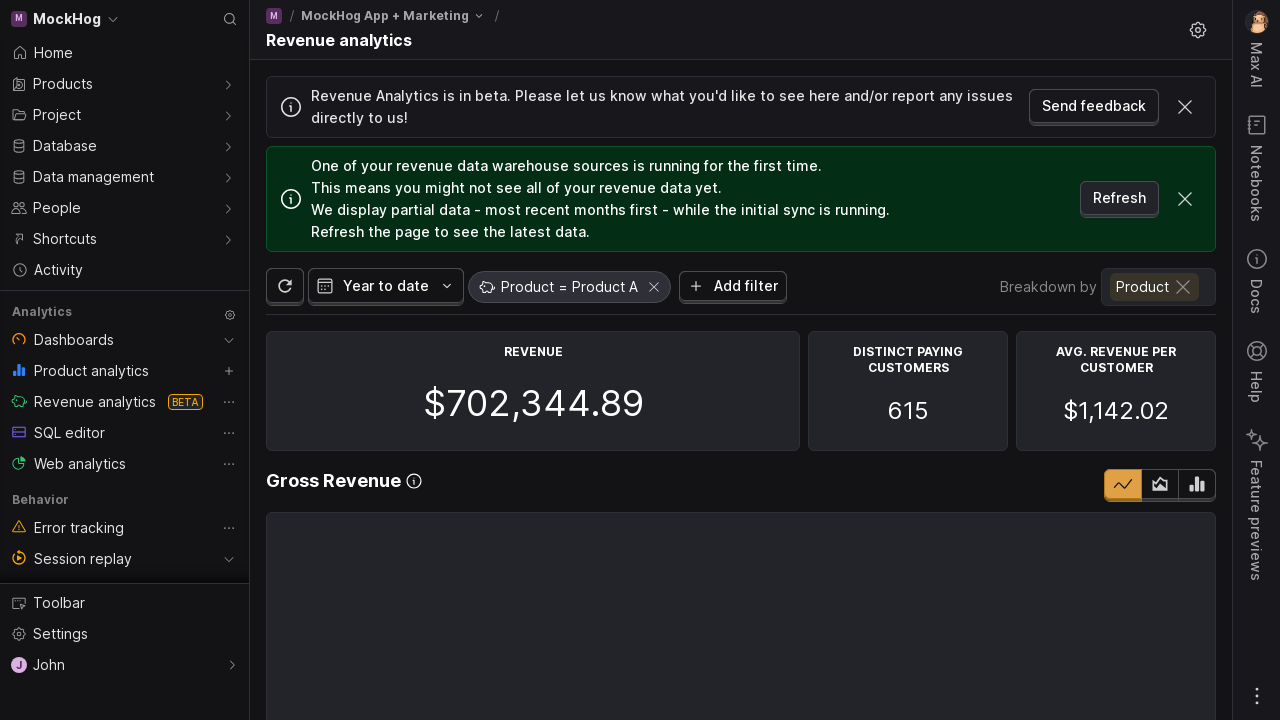 M MockHog
Home
Products
Project
Database
Data management
People
Shortcuts
Activity
Analytics
Dashboards
Product analytics
Revenue analytics BETA
SQL editor
Web analytics
Behavior
Error tracking
Session replay
Toolbar
Settings
J John
M / MockHog App + Marketing /
Revenue analytics
Revenue Analytics is in beta. Please let us know what you'd like to see here and/or report any issues
directly to us!
Send feedback
One of your revenue data warehouse sources is running for the first time.
This means you might not see all of your revenue data yet.
We display partial data - most recent months first - while the initial sync is running.
Refresh the page to see the latest data.
Refresh
Year to date Product = Product A Add filter Breakdown by Product
REVENUE
$702,344.89
DISTINCT PAYING
CUSTOMERS
615
AVG. REVENUE PER
CUSTOMER
$1,142.02
Gross Revenue
Max AI
Notebooks
Docs
Help
Feature previews